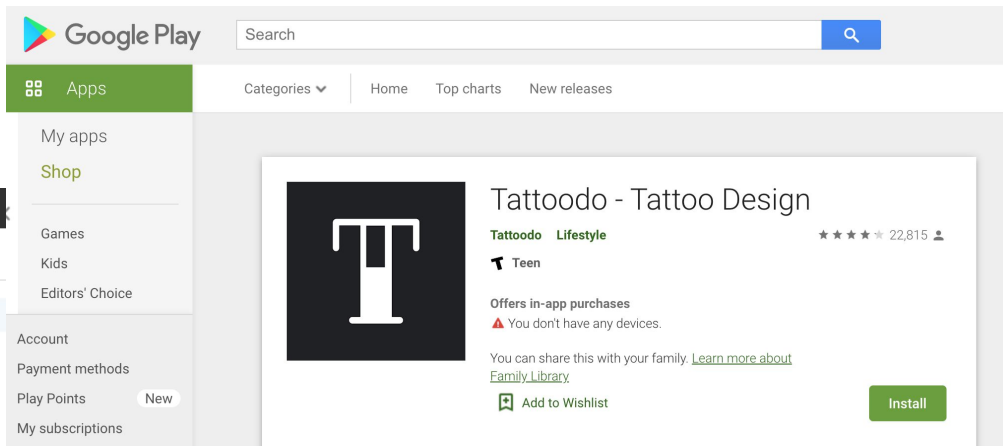 Google Play
Search
Apps
Categories
Home
Top charts
New releases
My apps
Shop
Games
Kids
Editors' Choice
Account
Payment methods
Play Points
New
My subscriptions
T
Tattoodo - Tattoo Design
Tattoodo Lifestyle
22,815
T Teen
Offers in-app purchases
You don't have any devices.
You can share this with your family. Learn more about
Family Library
Add to Wishlist
Install